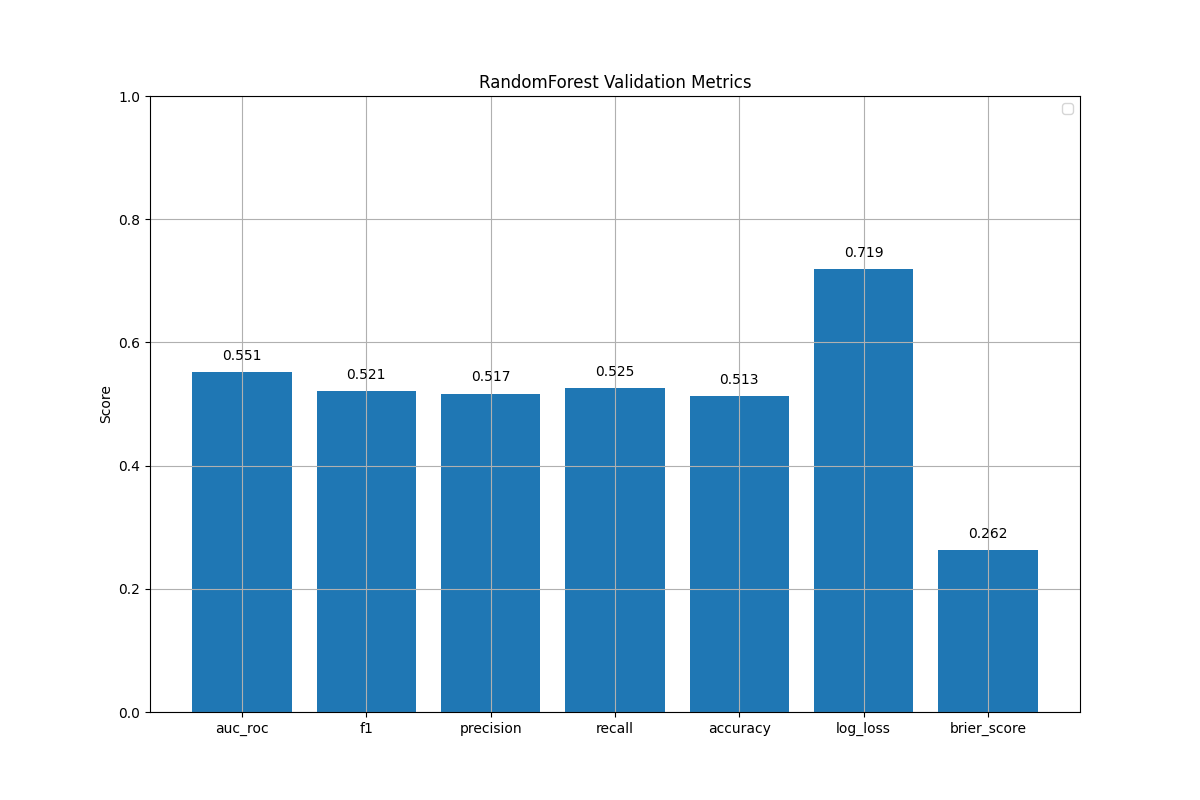 RandomForest Validation Metrics
1.0
0.8
0.6
0.4
0.2
0.0
Score
0.551
0.521
0.517
0.525
0.513
0.719
0.262
auc_roc
f1
precision
recall
accuracy
log_loss
brier_score